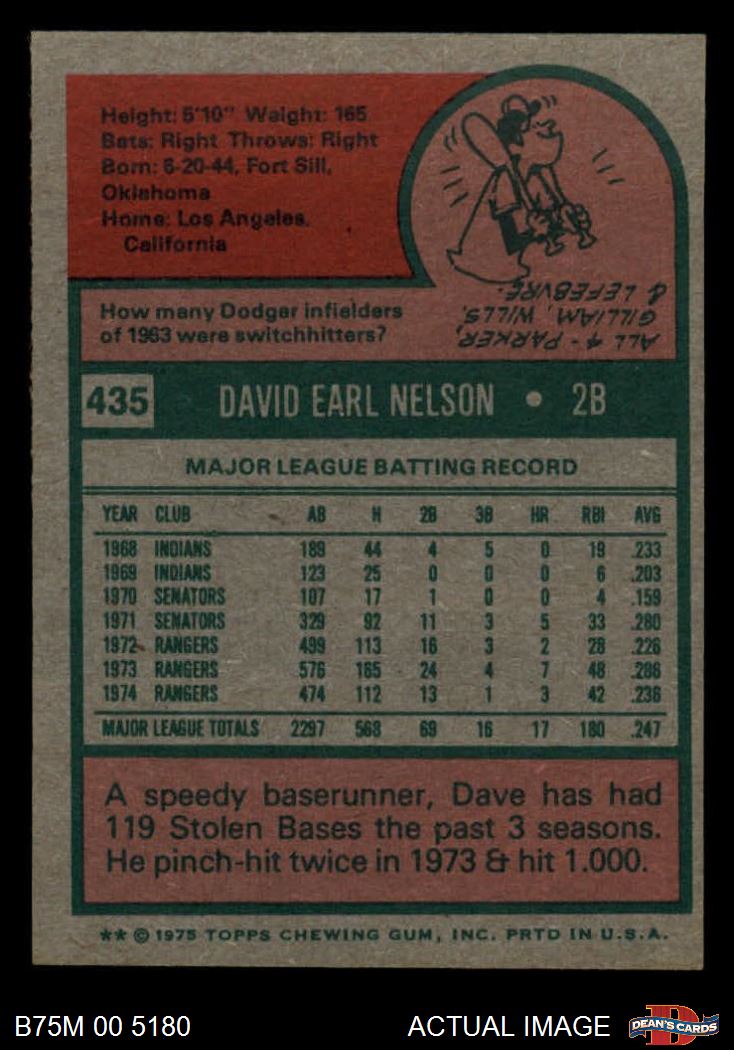 Height: 5'10" Weight: 165
Bats: Right Throws: Right
Born: 6-20-44, Fort Sill,
Oklahoma
Home: Los Angeles,
California
How many Dodger infielders
of 1963 were switchhitters?
ALL 4 - PARKER,
GILLIAM, WILLS,
& LEFEBVRE.
435 DAVID EARL NELSON • 2B
MAJOR LEAGUE BATTING RECORD
YEAR CLUB AB H 2B 3B HR RBI AVG
1968 INDIANS 189 44 4 5 0 19 .233
1969 INDIANS 123 25 0 0 0 6 .203
1970 SENATORS 107 17 1 0 0 4 .159
1971 SENATORS 329 92 11 3 5 33 .280
1972 RANGERS 499 113 16 3 2 28 .226
1973 RANGERS 576 165 24 4 7 48 .286
1974 RANGERS 474 112 13 1 3 42 .236
MAJOR LEAGUE TOTALS 2297 568 69 16 17 180 .247
A speedy baserunner, Dave has had
119 Stolen Bases the past 3 seasons.
He pinch-hit twice in 1973 & hit 1.000.
** © 1975 TOPPS CHEWING GUM, INC. PRTD IN U.S.A.
B75M 00 5180 ACTUAL IMAGE DEAN'S CARDS